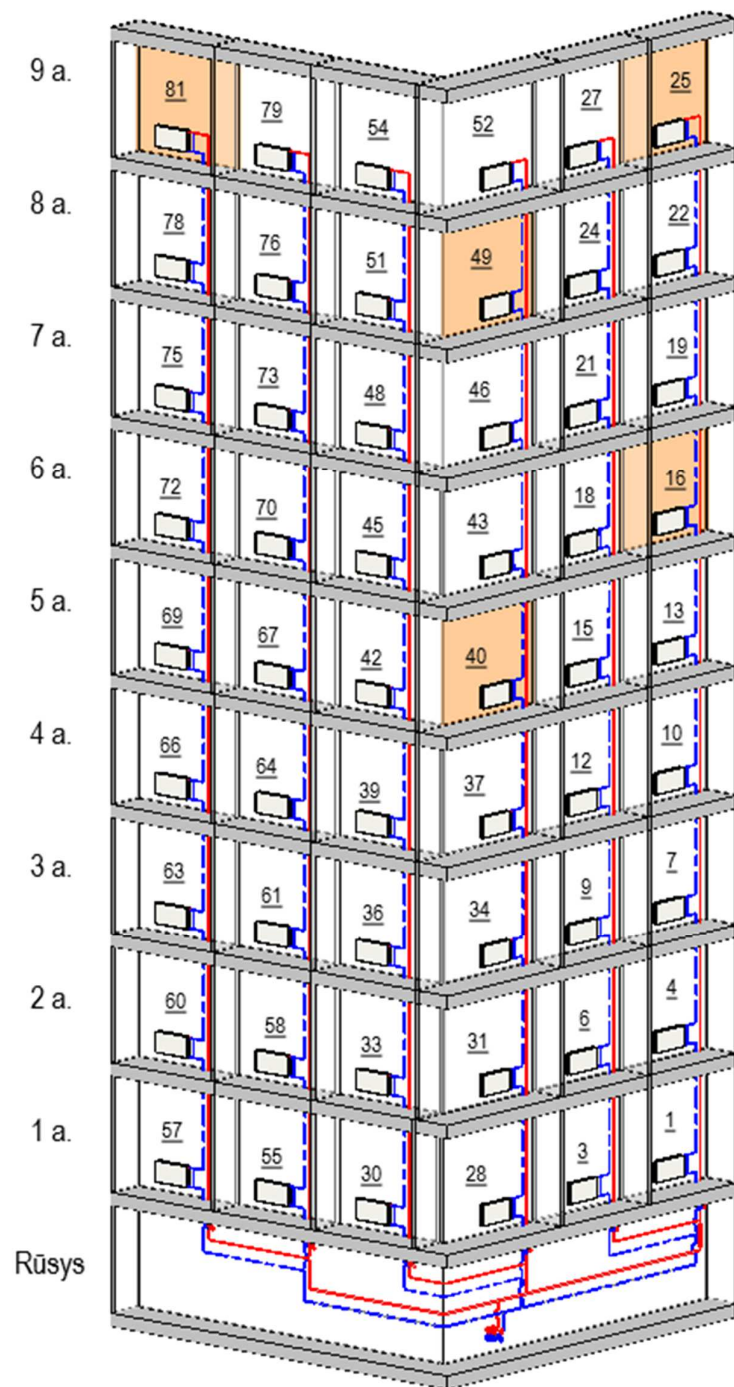 9 a. 81 79 54 52 27 25
8 a. 78 76 51 49 24 22
7 a. 75 73 48 46 21 19
6 a. 72 70 45 43 18 16
5 a. 69 67 42 40 15 13
4 a. 66 64 39 37 12 10
3 a. 63 61 36 34 9 7
2 a. 60 58 33 31 6 4
1 a. 57 55 30 28 3 1
Rūsys